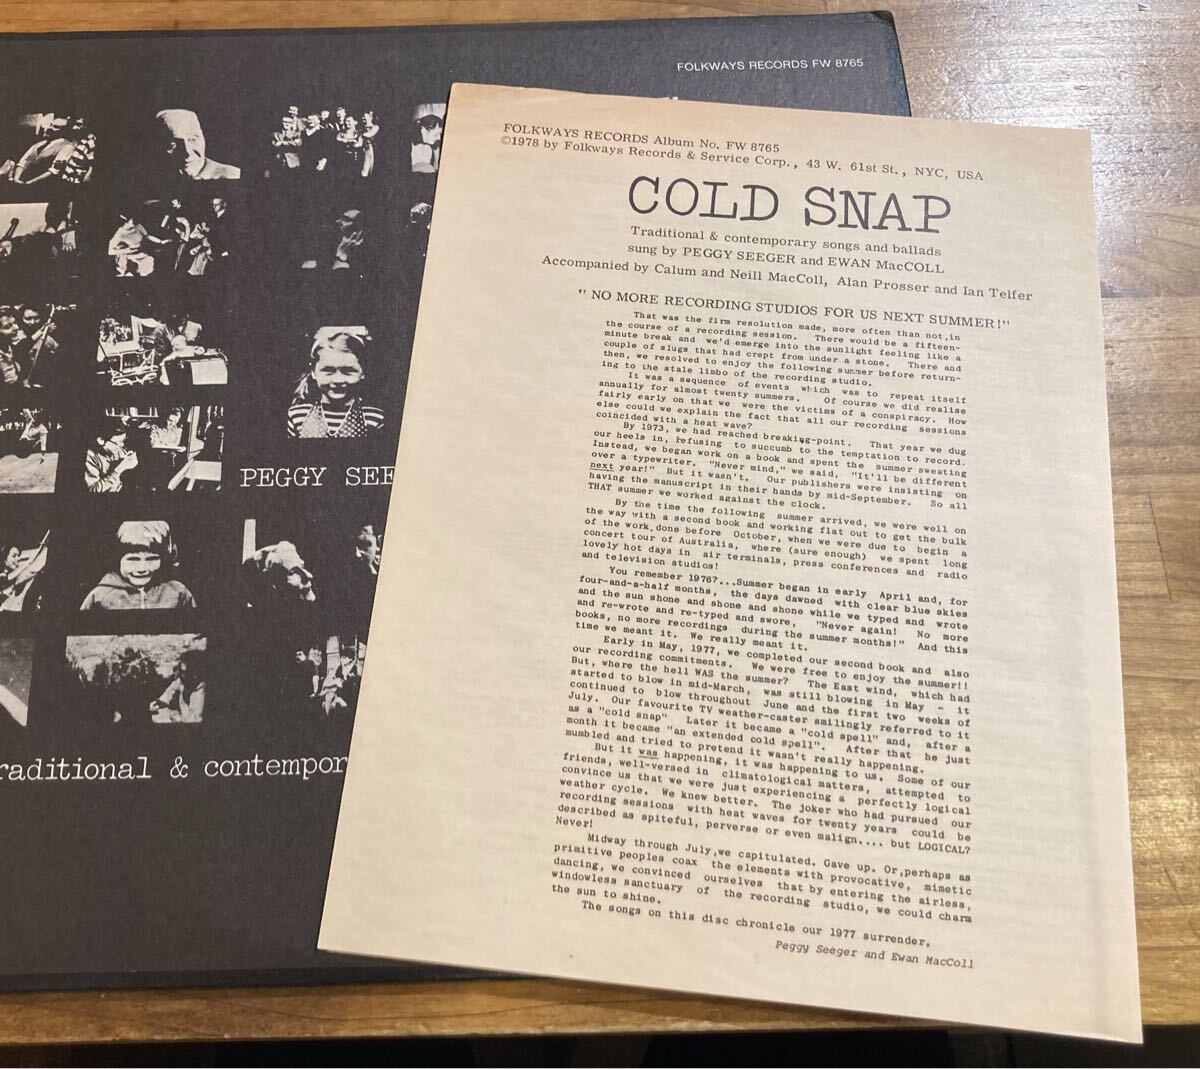 FOLKWAYS RECORDS FW 8765
PEGGY SEE
raditional & contempor
FOLKWAYS RECORDS Album No. FW 8765
©1978 by Folkways Records & Service Corp., 43 W. 61st St., NYC, USA
COLD SNAP
Traditional & contemporary songs and ballads
sung by PEGGY SEEGER and EWAN MacCOLL
Accompanied by Calum and Neill MacColl, Alan Prosser and Ian Telfer
" NO MORE RECORDING STUDIOS FOR US NEXT SUMMER!"
That was the firm resolution made, more often than not,in
the course of a recording session. There would be a fifteen-
minute break and we'd emerge into the sunlight feeling like a
couple of slugs that had crept from under a stone. There and
then, we resolved to enjoy the following summer before return-
ing to the stale limbo of the recording studio.
It was a sequence of events which was to repeat itself
annually for almost twenty summers. Of course we did realise
fairly early on that we were the victims of a conspiracy. How
else could we explain the fact that all our recording sessions
coincided with a heat wave?
By 1973, we had reached breaking-point. That year we dug
our heels in, refusing to succumb to the temptation to record.
Instead, we began work on a book and spent the summer sweating
over a typewriter. "Never mind," we said, "It'll be different
next year!" But it wasn't. Our publishers were insisting on
having the manuscript in their hands by mid-September. So all
THAT summer we worked against the clock.
By the time the following summer arrived, we were well on
the way with a second book and working flat out to get the bulk
of the work done before October, when we were due to begin a
concert tour of Australia, where (sure enough) we spent long
lovely hot days in air terminals, press conferences and radio
and television studios!
You remember 1976?...Summer began in early April and, for
four-and-a-half months, the days dawned with clear blue skies
and the sun shone and shone and shone while we typed and wrote
and re-wrote and re-typed and swore, "Never again! No more
books, no more recordings during the summer months!" And this
time we meant it. We really meant it.
Early in May, 1977, we completed our second book and also
our recording commitments. We were free to enjoy the summer!!
But, where the hell WAS the summer? The East wind, which had
started to blow in mid-March, was still blowing in May - it
continued to blow throughout June and the first two weeks of
July. Our favourite TV weather-caster smilingly referred to it
as a "cold snap" Later it became a "cold spell" and, after a
month it became "an extended cold spell". After that he just
mumbled and tried to pretend it wasn't really happening.
But it was happening, it was happening to us. Some of our
friends, well-versed in climatological matters, attempted to
convince us that we were just experiencing a perfectly logical
weather cycle. We knew better. The joker who had pursued our
recording sessions with heat waves for twenty years could be
described as spiteful, perverse or even malign.... but LOGICAL?
Never!
Midway through July,we capitulated. Gave up. Or,perhaps as
primitive peoples coax the elements with provocative, mimetic
dancing, we convinced ourselves that by entering the airless,
windowless sanctuary of the recording studio, we could charm
the sun to shine.
The songs on this disc chronicle our 1977 surrender,
Peggy Seeger and Ewan MacColl